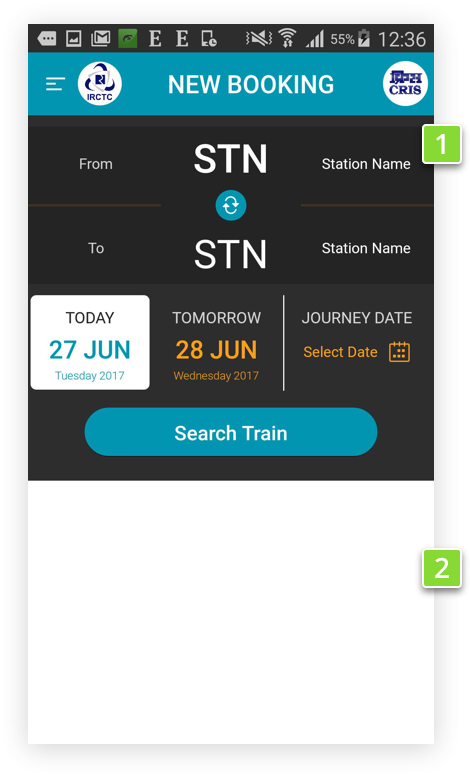 E E 55% 12:36
IRCTC NEW BOOKING CRIS
1
From STN Station Name
To STN Station Name
TODAY TOMORROW JOURNEY DATE
27 JUN 28 JUN Select Date
Tuesday 2017 Wednesday 2017
Search Train
2